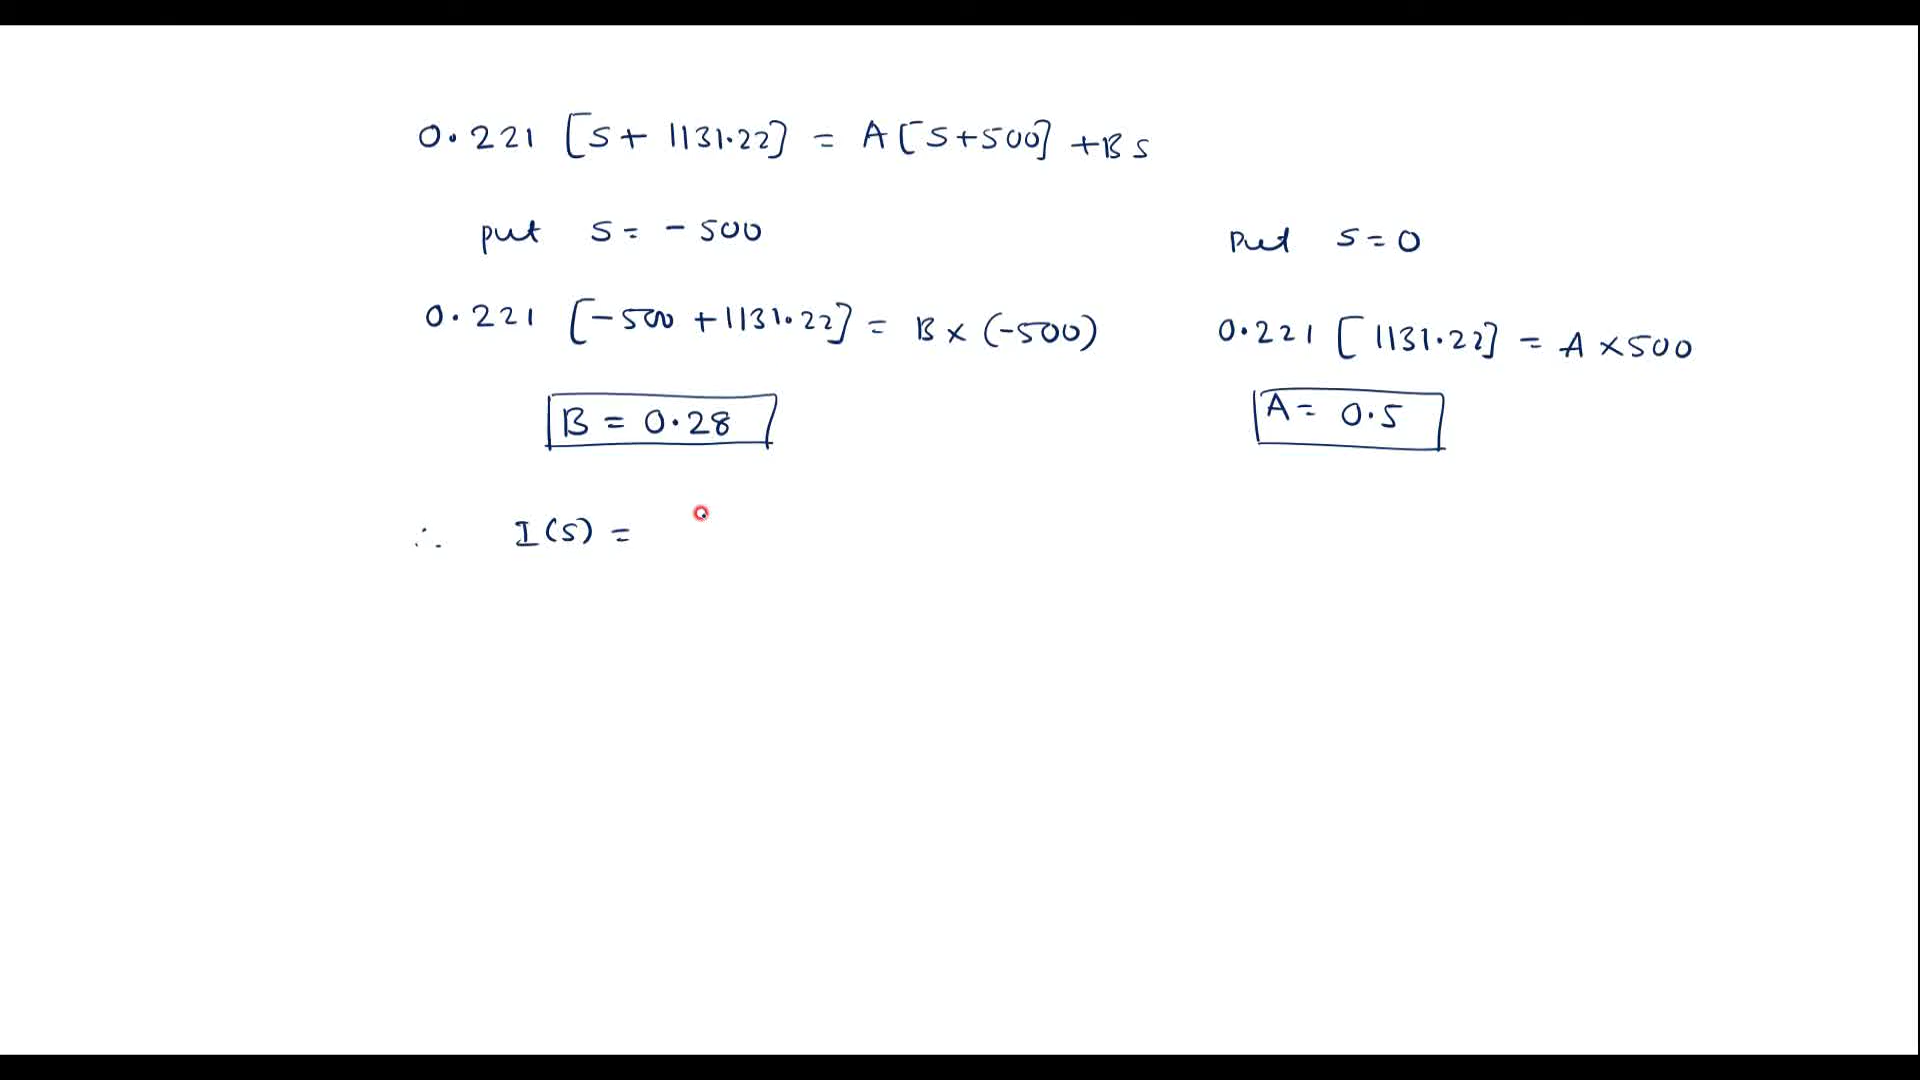 0.221 [S + 1131.22] = A [S+500] + B S
put S = - 500
0.221 [-500 + 1131.22] = B × (-500)
B = 0.28
put S = 0
0.221 [1131.22] = A × 500
A = 0.5
∴ I(S) =